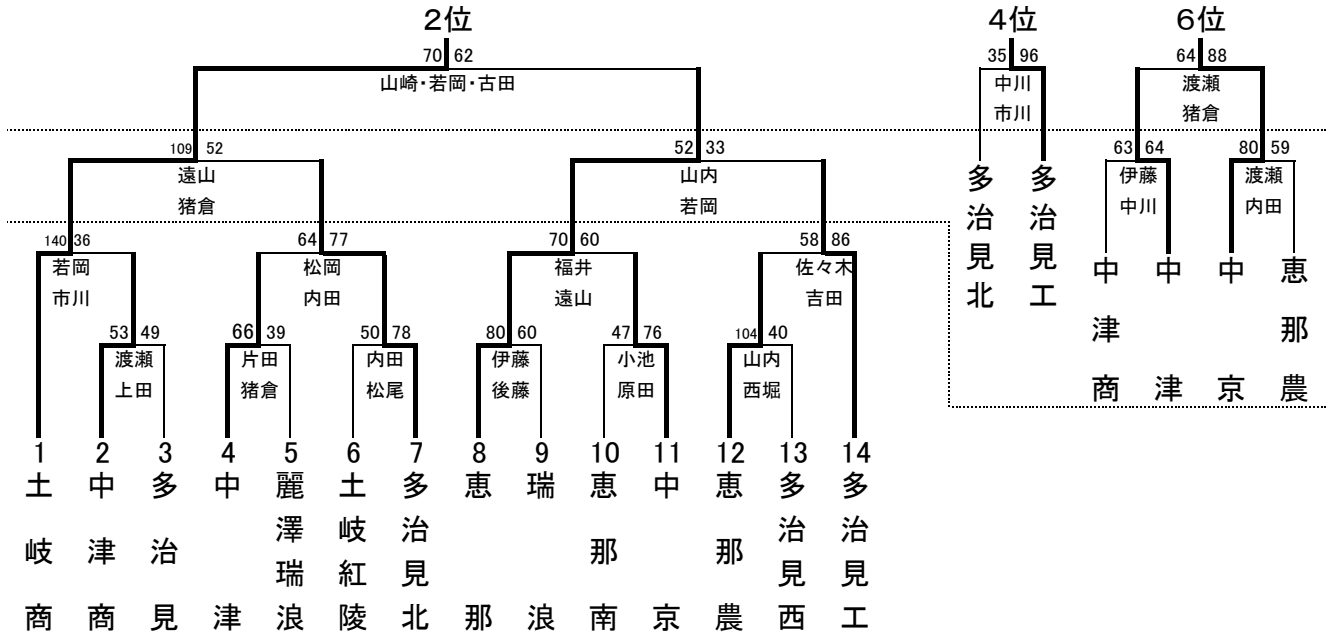 2位 4位 6位
70 62 35 96 64 88
山崎・若岡・古田 中川 渡瀬
市川 猪倉
109 52 52 33 63 64 80 59
遠山 山内 伊藤 渡瀬
猪倉 若岡 中川 内田
多治見北
多治見工
中津商
中津
中京
恵那農
140 36 64 77 70 60 58 86
若岡 松岡 福井 佐々木
市川 内田 遠山 吉田
53 49 66 39 50 78 80 60 47 76 104 40
渡瀬 片田 内田 伊藤 小池 山内
上田 猪倉 松尾 後藤 原田 西堀
1 2 3 4 5 6 7 8 9 10 11 12 13 14
土岐商
中津商
多治見
中津
麗澤瑞浪
土岐紅陵
多治見北
恵那
瑞浪
恵那南
中京
恵那農
多治見西
多治見工